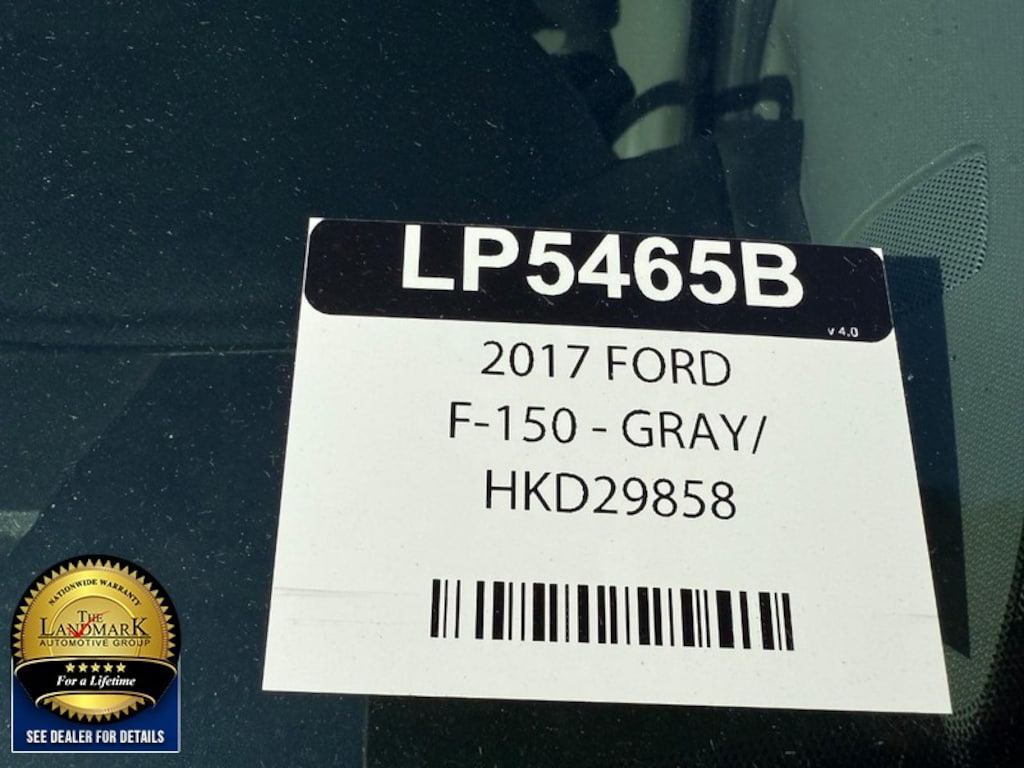 LP5465B
v 4.0
2017 FORD
F-150 - GRAY/
HKD29858
NATIONWIDE WARRANTY
THE
LANDMARK
AUTOMOTIVE GROUP
For a Lifetime
SEE DEALER FOR DETAILS